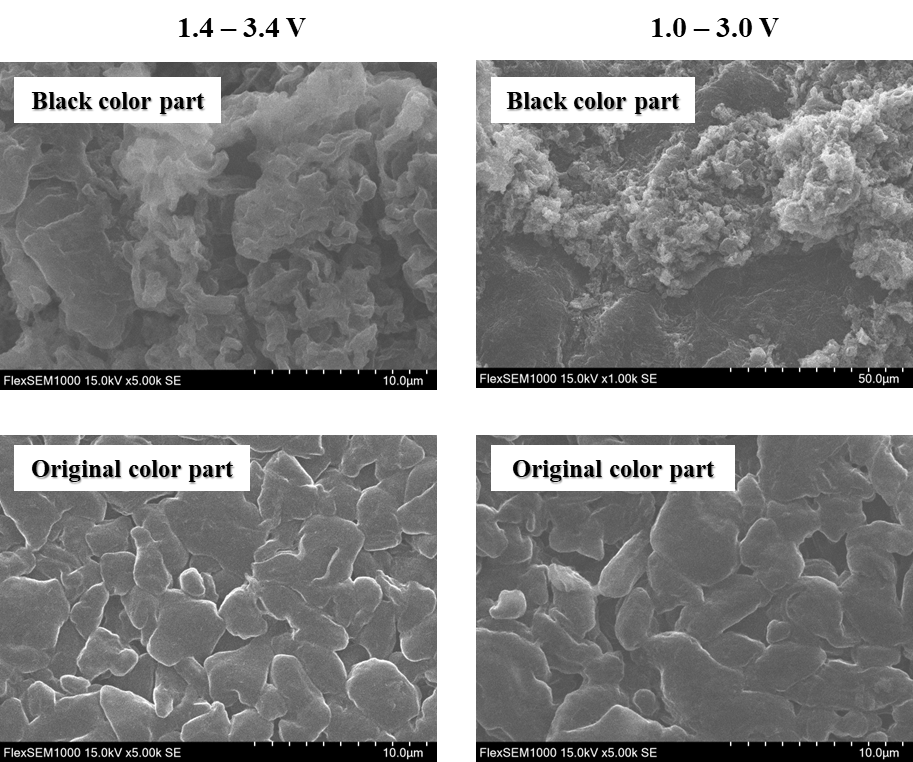 1.4 – 3.4 V
1.0 – 3.0 V
Black color part
Black color part
FlexSEM1000 15.0kV x5.00k SE
10.0µm
FlexSEM1000 15.0kV x1.00k SE
50.0µm
Original color part
Original color part
FlexSEM1000 15.0kV x5.00k SE
10.0µm
FlexSEM1000 15.0kV x5.00k SE
10.0µm